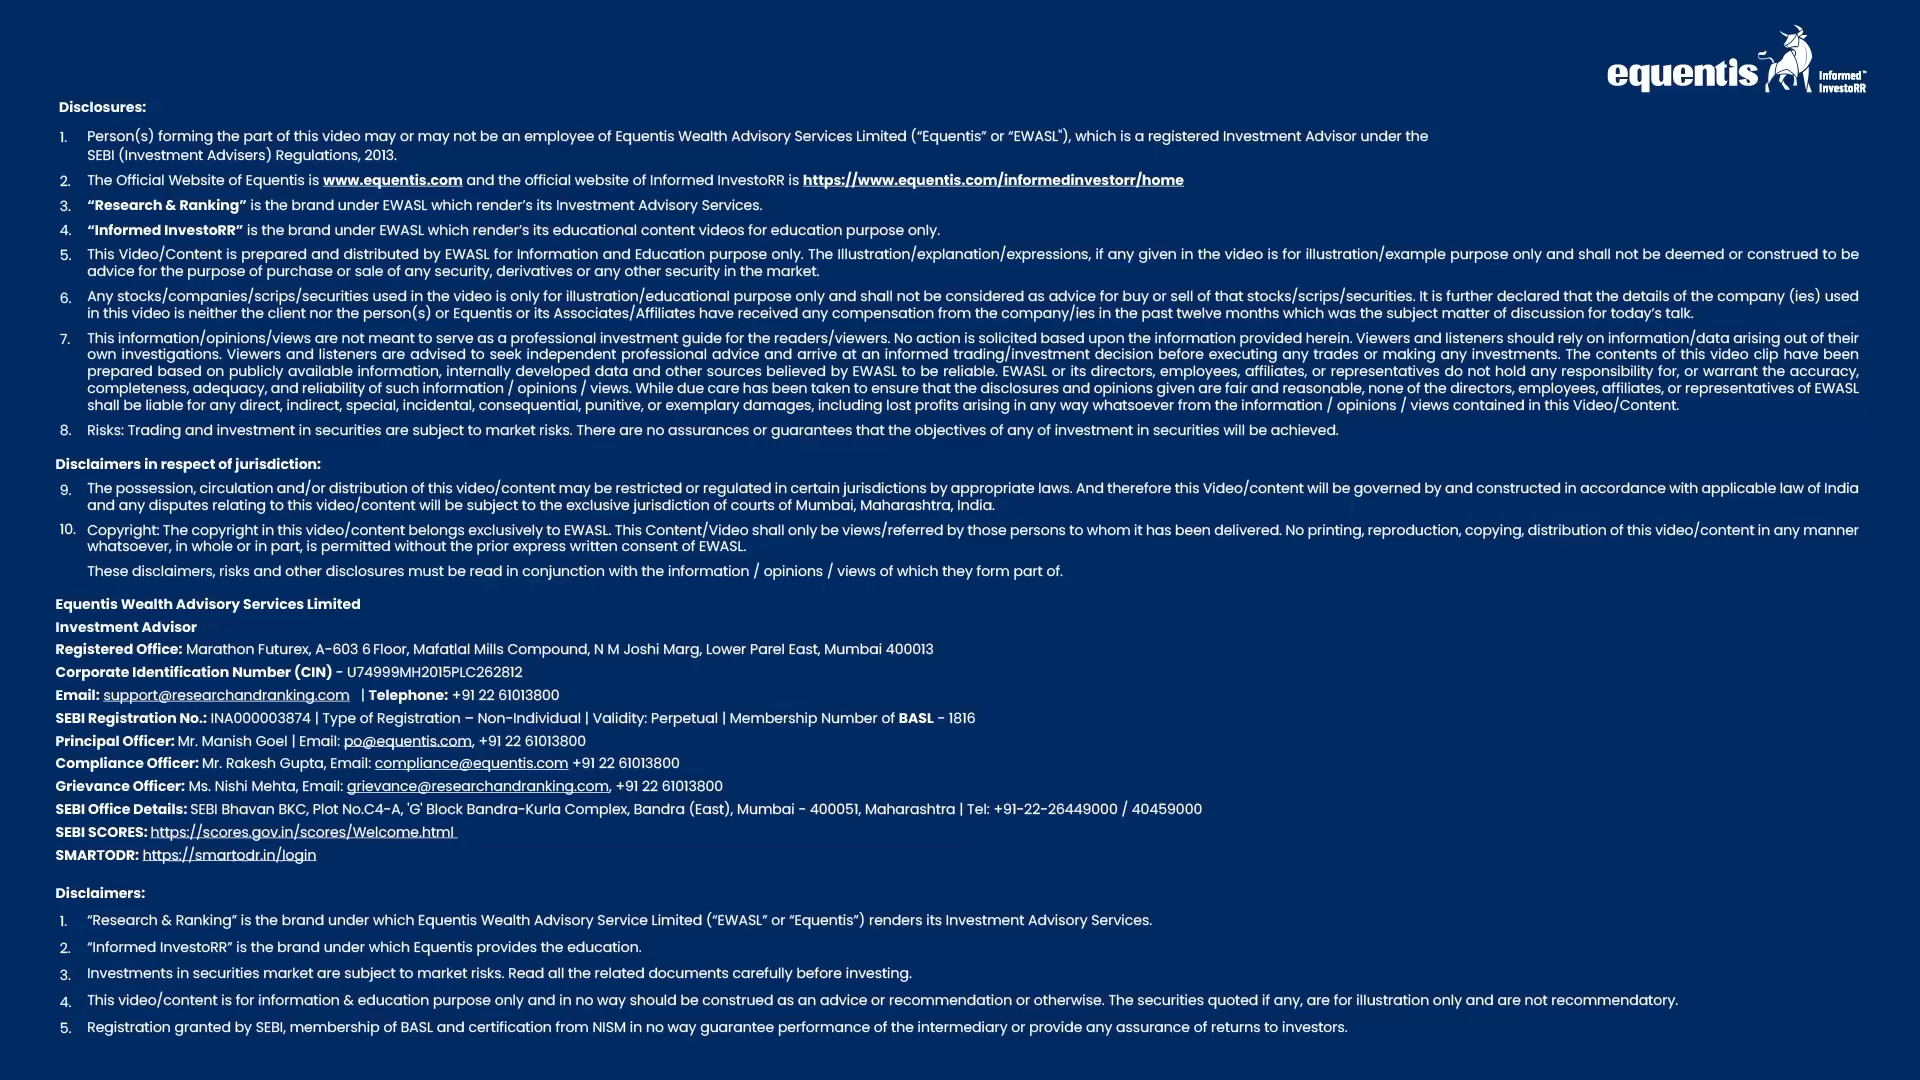 equentis Informed™
InvestoRR
Disclosures:
1. Person(s) forming the part of this video may or may not be an employee of Equentis Wealth Advisory Services Limited (“Equentis” or “EWASL"), which is a registered Investment Advisor under the
SEBI (Investment Advisers) Regulations, 2013.
2. The Official Website of Equentis is www.equentis.com and the official website of Informed InvestoRR is https://www.equentis.com/informedinvestorr/home
3. “Research & Ranking” is the brand under EWASL which render’s its Investment Advisory Services.
4. “Informed InvestoRR” is the brand under EWASL which render’s its educational content videos for education purpose only.
5. This Video/Content is prepared and distributed by EWASL for Information and Education purpose only. The Illustration/explanation/expressions, if any given in the video is for illustration/example purpose only and shall not be deemed or construed to be
advice for the purpose of purchase or sale of any security, derivatives or any other security in the market.
6. Any stocks/companies/scrips/securities used in the video is only for illustration/educational purpose only and shall not be considered as advice for buy or sell of that stocks/scrips/securities. It is further declared that the details of the company (ies) used
in this video is neither the client nor the person(s) or Equentis or its Associates/Affiliates have received any compensation from the company/ies in the past twelve months which was the subject matter of discussion for today’s talk.
7. This information/opinions/views are not meant to serve as a professional investment guide for the readers/viewers. No action is solicited based upon the information provided herein. Viewers and listeners should rely on information/data arising out of their
own investigations. Viewers and listeners are advised to seek independent professional advice and arrive at an informed trading/investment decision before executing any trades or making any investments. The contents of this video clip have been
prepared based on publicly available information, internally developed data and other sources believed by EWASL to be reliable. EWASL or its directors, employees, affiliates, or representatives do not hold any responsibility for, or warrant the accuracy,
completeness, adequacy, and reliability of such information / opinions / views. While due care has been taken to ensure that the disclosures and opinions given are fair and reasonable, none of the directors, employees, affiliates, or representatives of EWASL
shall be liable for any direct, indirect, special, incidental, consequential, punitive, or exemplary damages, including lost profits arising in any way whatsoever from the information / opinions / views contained in this Video/Content.
8. Risks: Trading and investment in securities are subject to market risks. There are no assurances or guarantees that the objectives of any of investment in securities will be achieved.
Disclaimers in respect of jurisdiction:
9. The possession, circulation and/or distribution of this video/content may be restricted or regulated in certain jurisdictions by appropriate laws. And therefore this Video/content will be governed by and constructed in accordance with applicable law of India
and any disputes relating to this video/content will be subject to the exclusive jurisdiction of courts of Mumbai, Maharashtra, India.
10. Copyright: The copyright in this video/content belongs exclusively to EWASL. This Content/Video shall only be views/referred by those persons to whom it has been delivered. No printing, reproduction, copying, distribution of this video/content in any manner
whatsoever, in whole or in part, is permitted without the prior express written consent of EWASL.
These disclaimers, risks and other disclosures must be read in conjunction with the information / opinions / views of which they form part of.
Equentis Wealth Advisory Services Limited
Investment Advisor
Registered Office: Marathon Futurex, A-603 6 Floor, Mafatlal Mills Compound, N M Joshi Marg, Lower Parel East, Mumbai 400013
Corporate Identification Number (CIN) - U74999MH2015PLC262812
Email: support@researchandranking.com | Telephone: +91 22 61013800
SEBI Registration No.: INA000003874 | Type of Registration – Non-Individual | Validity: Perpetual | Membership Number of BASL - 1816
Principal Officer: Mr. Manish Goel | Email: po@equentis.com, +91 22 61013800
Compliance Officer: Mr. Rakesh Gupta, Email: compliance@equentis.com +91 22 61013800
Grievance Officer: Ms. Nishi Mehta, Email: grievance@researchandranking.com, +91 22 61013800
SEBI Office Details: SEBI Bhavan BKC, Plot No.C4-A, 'G' Block Bandra-Kurla Complex, Bandra (East), Mumbai - 400051, Maharashtra | Tel: +91-22-26449000 / 40459000
SEBI SCORES: https://scores.gov.in/scores/Welcome.html
SMARTODR: https://smartodr.in/login
Disclaimers:
1. “Research & Ranking” is the brand under which Equentis Wealth Advisory Service Limited (“EWASL” or “Equentis”) renders its Investment Advisory Services.
2. “Informed InvestoRR” is the brand under which Equentis provides the education.
3. Investments in securities market are subject to market risks. Read all the related documents carefully before investing.
4. This video/content is for information & education purpose only and in no way should be construed as an advice or recommendation or otherwise. The securities quoted if any, are for illustration only and are not recommendatory.
5. Registration granted by SEBI, membership of BASL and certification from NISM in no way guarantee performance of the intermediary or provide any assurance of returns to investors.